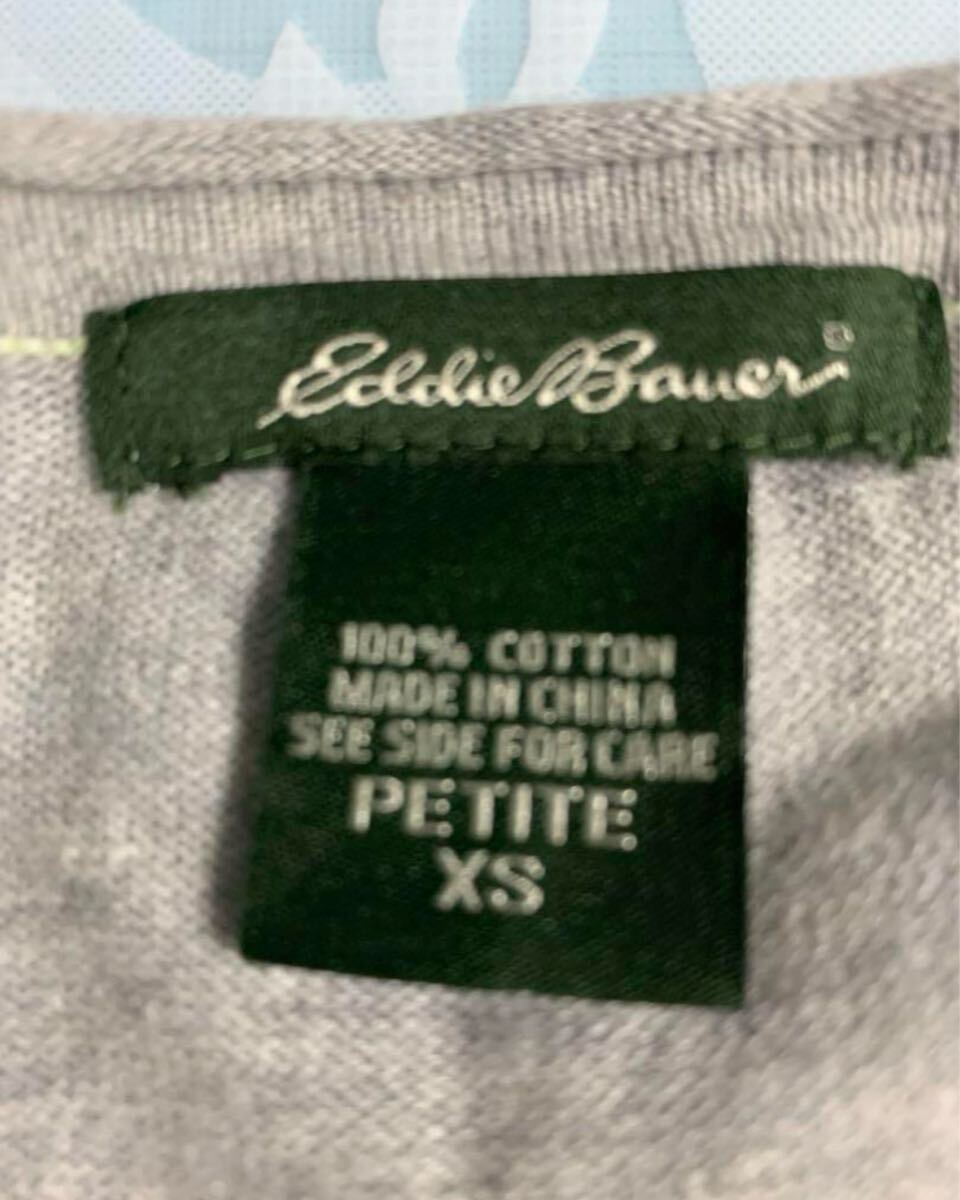 Eddie Bauer®
100% COTTON
MADE IN CHINA
SEE SIDE FOR CARE
PETITE
XS